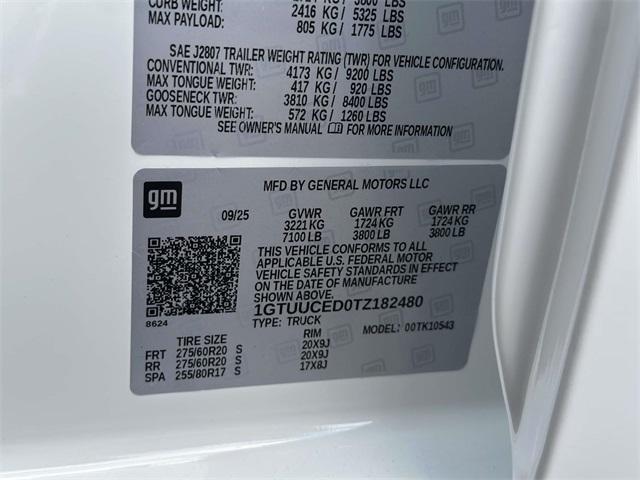 CURB WEIGHT: 2416 KG / 5325 LBS
MAX PAYLOAD: 805 KG / 1775 LBS
SAE J2807 TRAILER WEIGHT RATING (TWR) FOR VEHICLE CONFIGURATION.
CONVENTIONAL TWR: 4173 KG / 9200 LBS
MAX TONGUE WEIGHT: 417 KG / 920 LBS
GOOSENECK TWR: 3810 KG / 8400 LBS
MAX TONGUE WEIGHT: 572 KG / 1260 LBS
SEE OWNER'S MANUAL FOR MORE INFORMATION
gm
MFD BY GENERAL MOTORS LLC
09/25 GVWR GAWR FRT GAWR RR
3221 KG 1724 KG 1724 KG
7100 LB 3800 LB 3800 LB
THIS VEHICLE CONFORMS TO ALL
APPLICABLE U.S. FEDERAL MOTOR
VEHICLE SAFETY STANDARDS IN EFFECT
ON THE DATE OF MANUFACTURE
SHOWN ABOVE.
1GTUUCED0TZ182480
8624
TYPE: TRUCK MODEL: 00TK10543
TIRE SIZE RIM
FRT 275/60R20 S 20X9J
RR 275/60R20 S 20X9J
SPA 255/80R17 S 17X8J